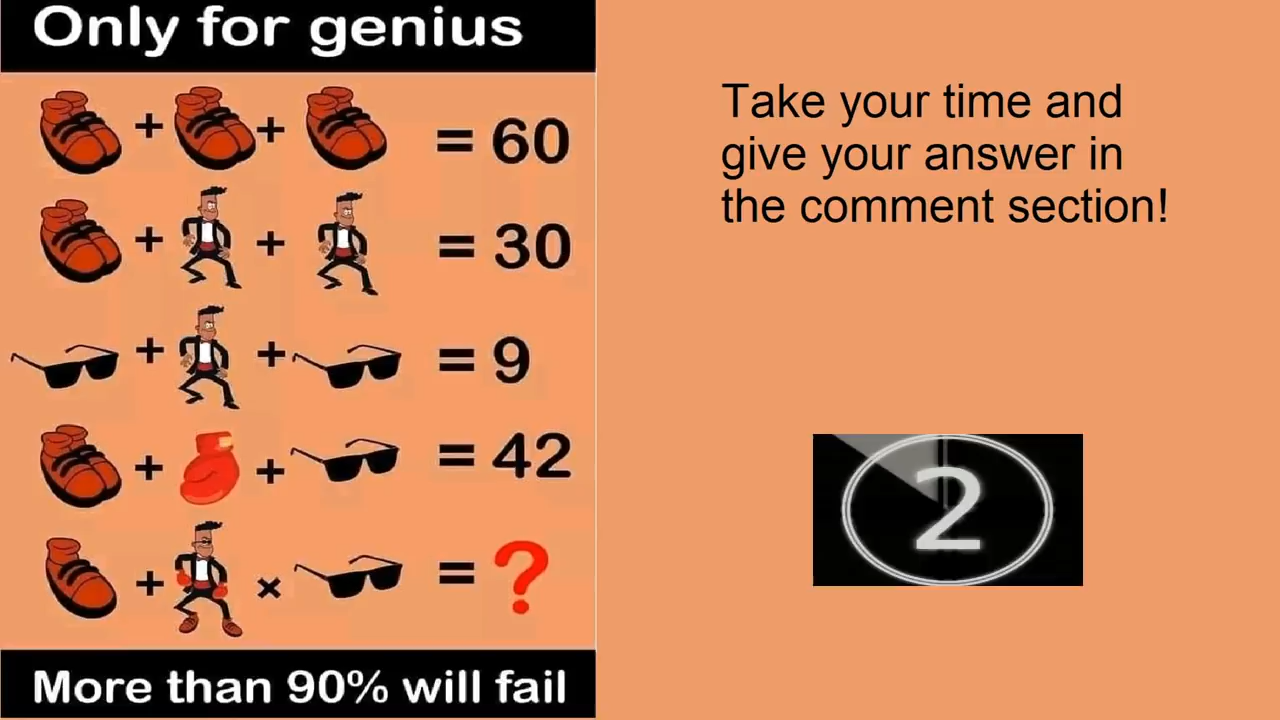 Only for genius
+ + = 60
+ + = 30
+ + = 9
+ + = 42
+ × = ?
More than 90% will fail
Take your time and
give your answer in
the comment section!
2